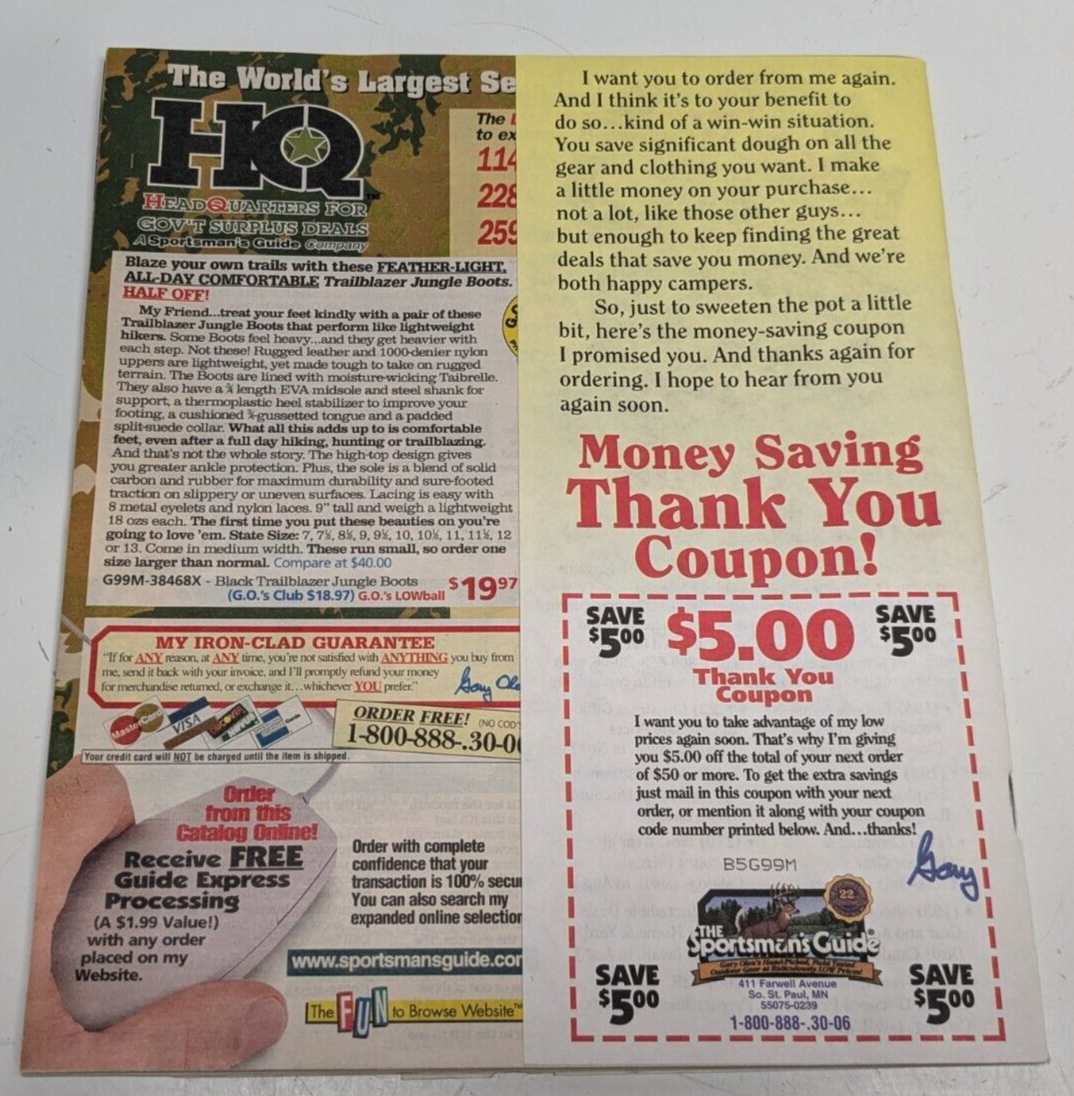 The World's Largest Se
HQ™
HEADQUARTERS FOR
GOV'T SURPLUS DEALS
A Sportsman's Guide Company
The
to ex
114
228
259
Blaze your own trails with these FEATHER-LIGHT,
ALL-DAY COMFORTABLE Trailblazer Jungle Boots.
HALF OFF!
My Friend...treat your feet kindly with a pair of these
Trailblazer Jungle Boots that perform like lightweight
hikers. Some Boots feel heavy...and they get heavier with
each step. Not these! Rugged leather and 1000-denier nylon
uppers are lightweight, yet made tough to take on rugged
terrain. The Boots are lined with moisture-wicking Taibrelle.
They also have a ¾ length EVA midsole and steel shank for
support, a thermoplastic heel stabilizer to improve your
footing, a cushioned ¾-gussetted tongue and a padded
split-suede collar. What all this adds up to is comfortable
feet, even after a full day hiking, hunting or trailblazing.
And that's not the whole story. The high-top design gives
you greater ankle protection. Plus, the sole is a blend of solid
carbon and rubber for maximum durability and sure-footed
traction on slippery or uneven surfaces. Lacing is easy with
8 metal eyelets and nylon laces. 9" tall and weigh a lightweight
18 ozs each. The first time you put these beauties on you're
going to love 'em. State Size: 7, 7½, 8½, 9, 9½, 10, 10½, 11, 11½, 12
or 13. Come in medium width. These run small, so order one
size larger than normal. Compare at $40.00
G99M-38468X - Black Trailblazer Jungle Boots
(G.O.'s Club $18.97) G.O.'s LOWball $19.97
MY IRON-CLAD GUARANTEE
"If for ANY reason, at ANY time, you're not satisfied with ANYTHING you buy from
me, send it back with your invoice, and I'll promptly refund your money
for merchandise returned, or exchange it...whichever YOU prefer."
Gary Ol
MasterCard
VISA
ORDER FREE! (NO COD'
1-800-888-.30-0
Your credit card will NOT be charged until the item is shipped.
Order
from this
Catalog Online!
Receive FREE
Guide Express
Processing
(A $1.99 Value!)
with any order
placed on my
Website.
Order with complete
confidence that your
transaction is 100% secu
You can also search my
expanded online selection
www.sportsmansguide.co
The FUN to Browse Website™
I want you to order from me again.
And I think it's to your benefit to
do so...kind of a win-win situation.
You save significant dough on all the
gear and clothing you want. I make
a little money on your purchase...
not a lot, like those other guys...
but enough to keep finding the great
deals that save you money. And we're
both happy campers.
So, just to sweeten the pot a little
bit, here's the money-saving coupon
I promised you. And thanks again for
ordering. I hope to hear from you
again soon.
Money Saving
Thank You
Coupon!
SAVE $5.00
$5.00
SAVE $5.00
Thank You
Coupon
I want you to take advantage of my low
prices again soon. That's why I'm giving
you $5.00 off the total of your next order
of $50 or more. To get the extra savings
just mail in this coupon with your next
order, or mention it along with your coupon
code number printed below. And...thanks!
Gary
B5G99M
22
THE
Sportsman's Guide®
Gary Olen's Hand-Picked, Field Tested
Outdoor Gear at Ridiculously LOW Prices!
SAVE $5.00
411 Farwell Avenue
So. St. Paul, MN
55075-0239
1-800-888-.30-06
SAVE $5.00